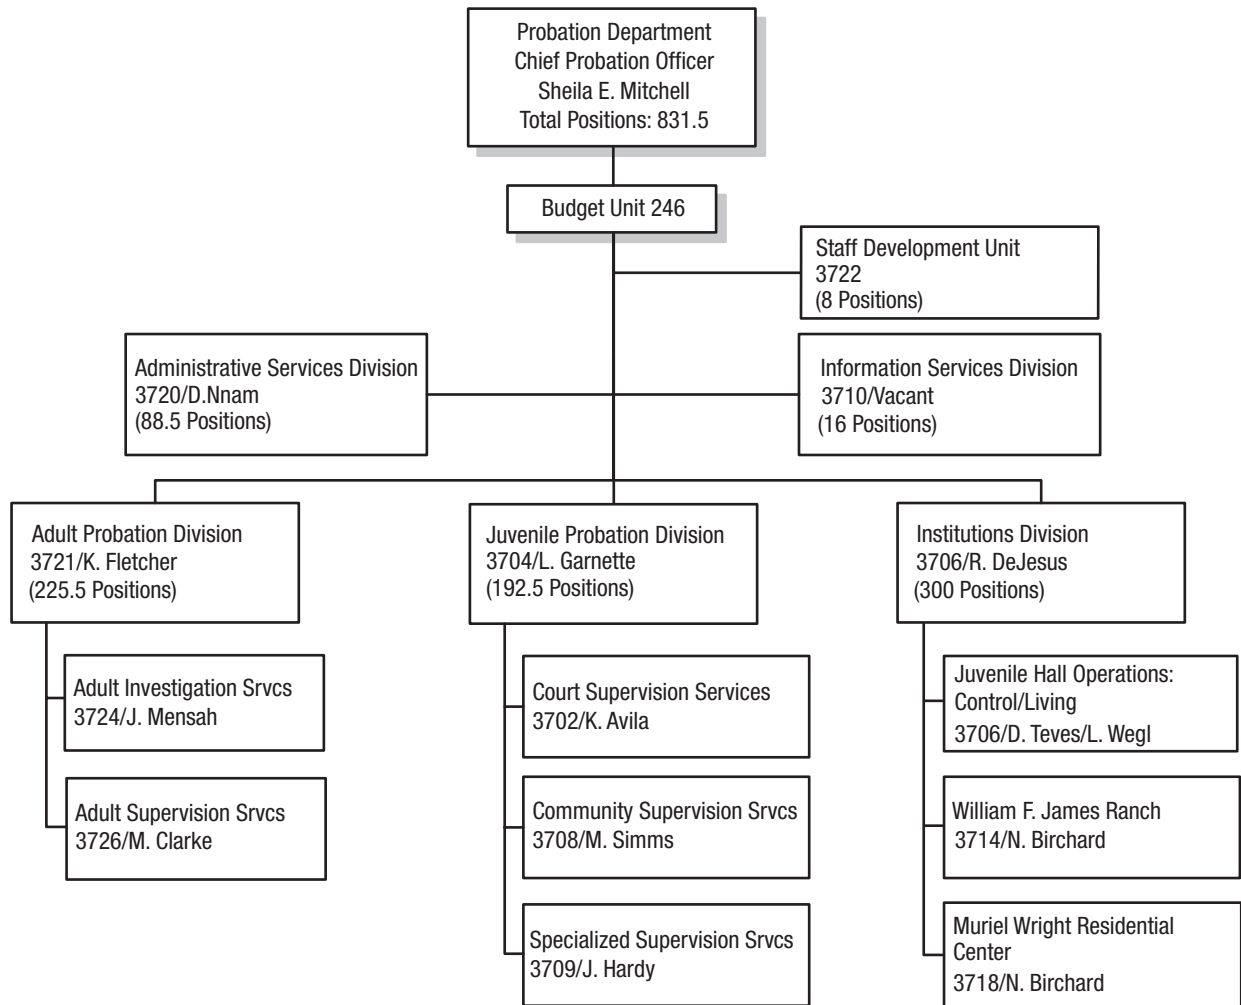 Probation Department
Chief Probation Officer
Sheila E. Mitchell
Total Positions: 831.5
Budget Unit 246
Staff Development Unit
3722
(8 Positions)
Administrative Services Division
3720/D.Nnam
(88.5 Positions)
Information Services Division
3710/Vacant
(16 Positions)
Adult Probation Division
3721/K. Fletcher
(225.5 Positions)
Juvenile Probation Division
3704/L. Garnette
(192.5 Positions)
Institutions Division
3706/R. DeJesus
(300 Positions)
Adult Investigation Srvcs
3724/J. Mensah
Adult Supervision Srvcs
3726/M. Clarke
Court Supervision Services
3702/K. Avila
Community Supervision Srvcs
3708/M. Simms
Specialized Supervision Srvcs
3709/J. Hardy
Juvenile Hall Operations:
Control/Living
3706/D. Teves/L. Wegl
William F. James Ranch
3714/N. Birchard
Muriel Wright Residential
Center
3718/N. Birchard